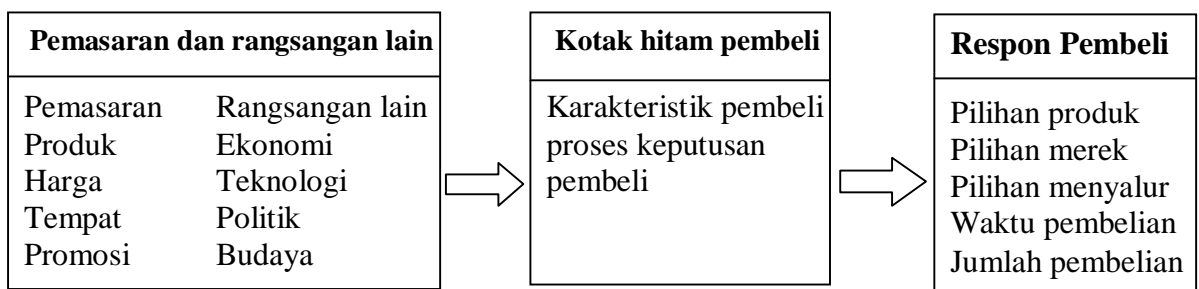 Pemasaran dan rangsangan lain
Pemasaran Rangsangan lain
Produk Ekonomi
Harga Teknologi
Tempat Politik
Promosi Budaya
Kotak hitam pembeli
Karakteristik pembeli
proses keputusan
pembeli
Respon Pembeli
Pilihan produk
Pilihan merek
Pilihan menyalur
Waktu pembelian
Jumlah pembelian